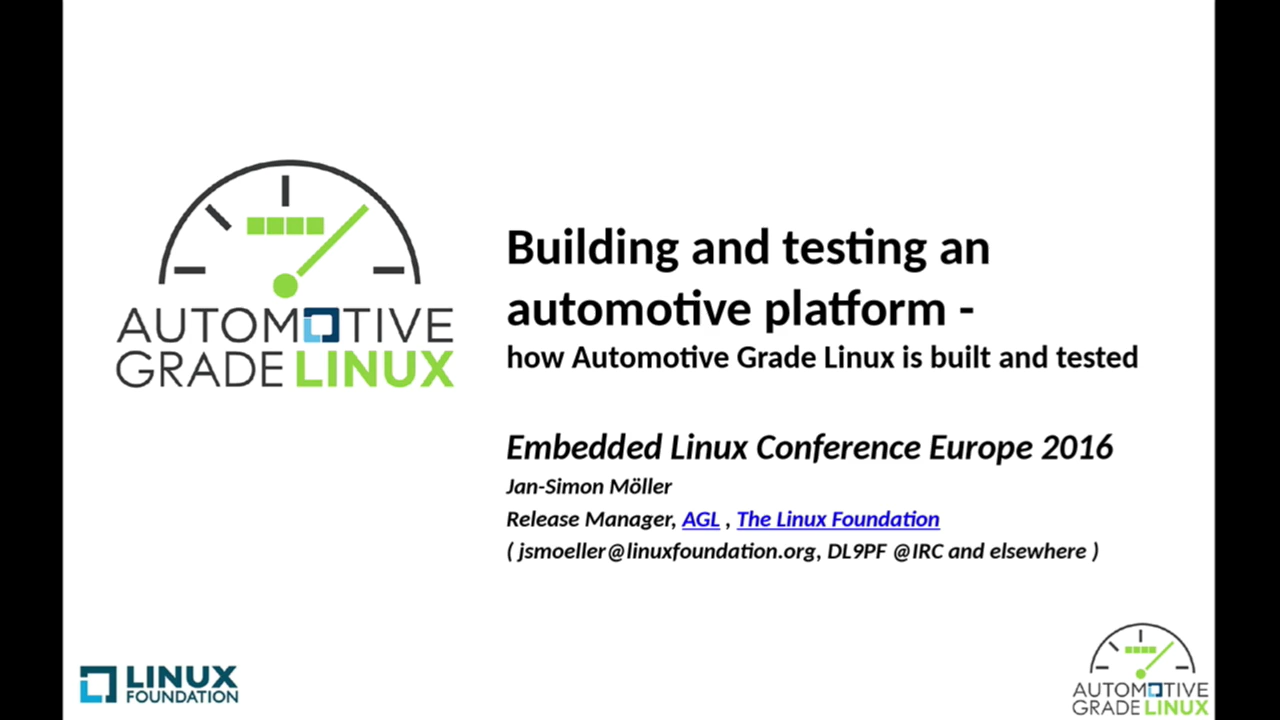 AUTOMOTIVE
GRADE LINUX
Building and testing an
automotive platform -
how Automotive Grade Linux is built and tested
Embedded Linux Conference Europe 2016
Jan-Simon Möller
Release Manager, AGL , The Linux Foundation
( jsmoeller@linuxfoundation.org, DL9PF @IRC and elsewhere )
LINUX
FOUNDATION
AUTOMOTIVE
GRADE LINUX